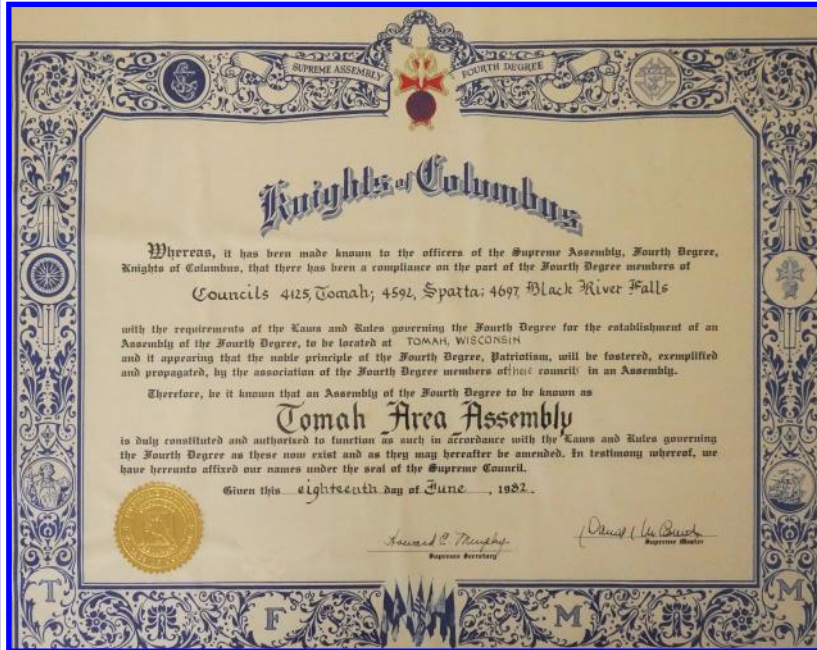 SUPREME ASSEMBLY FOURTH DEGREE
Knights of Columbus
Whereas, it has been made known to the officers of the Supreme Assembly, Fourth Degree,
Knights of Columbus, that there has been a compliance on the part of the Fourth Degree members of
Councils 4125, Tomah; 4592, Sparta; 4697, Black River Falls
with the requirements of the Laws and Rules governing the Fourth Degree for the establishment of an
Assembly of the Fourth Degree, to be located at TOMAH, WISCONSIN
and it appearing that the noble principle of the Fourth Degree, Patriotism, will be fostered, exemplified
and propagated, by the association of the Fourth Degree members of these councils in an Assembly.
Therefore, be it known that an Assembly of the Fourth Degree to be known as
Tomah Area Assembly
is duly constituted and authorized to function as such in accordance with the Laws and Rules governing
the Fourth Degree as these now exist and as they may hereafter be amended. In testimony whereof, we
have hereunto affixed our names under the seal of the Supreme Council.
Given this eighteenth day of June, 1982.
Howard E. Murphy
Supreme Secretary
Daniel
Supreme Master
T F M M